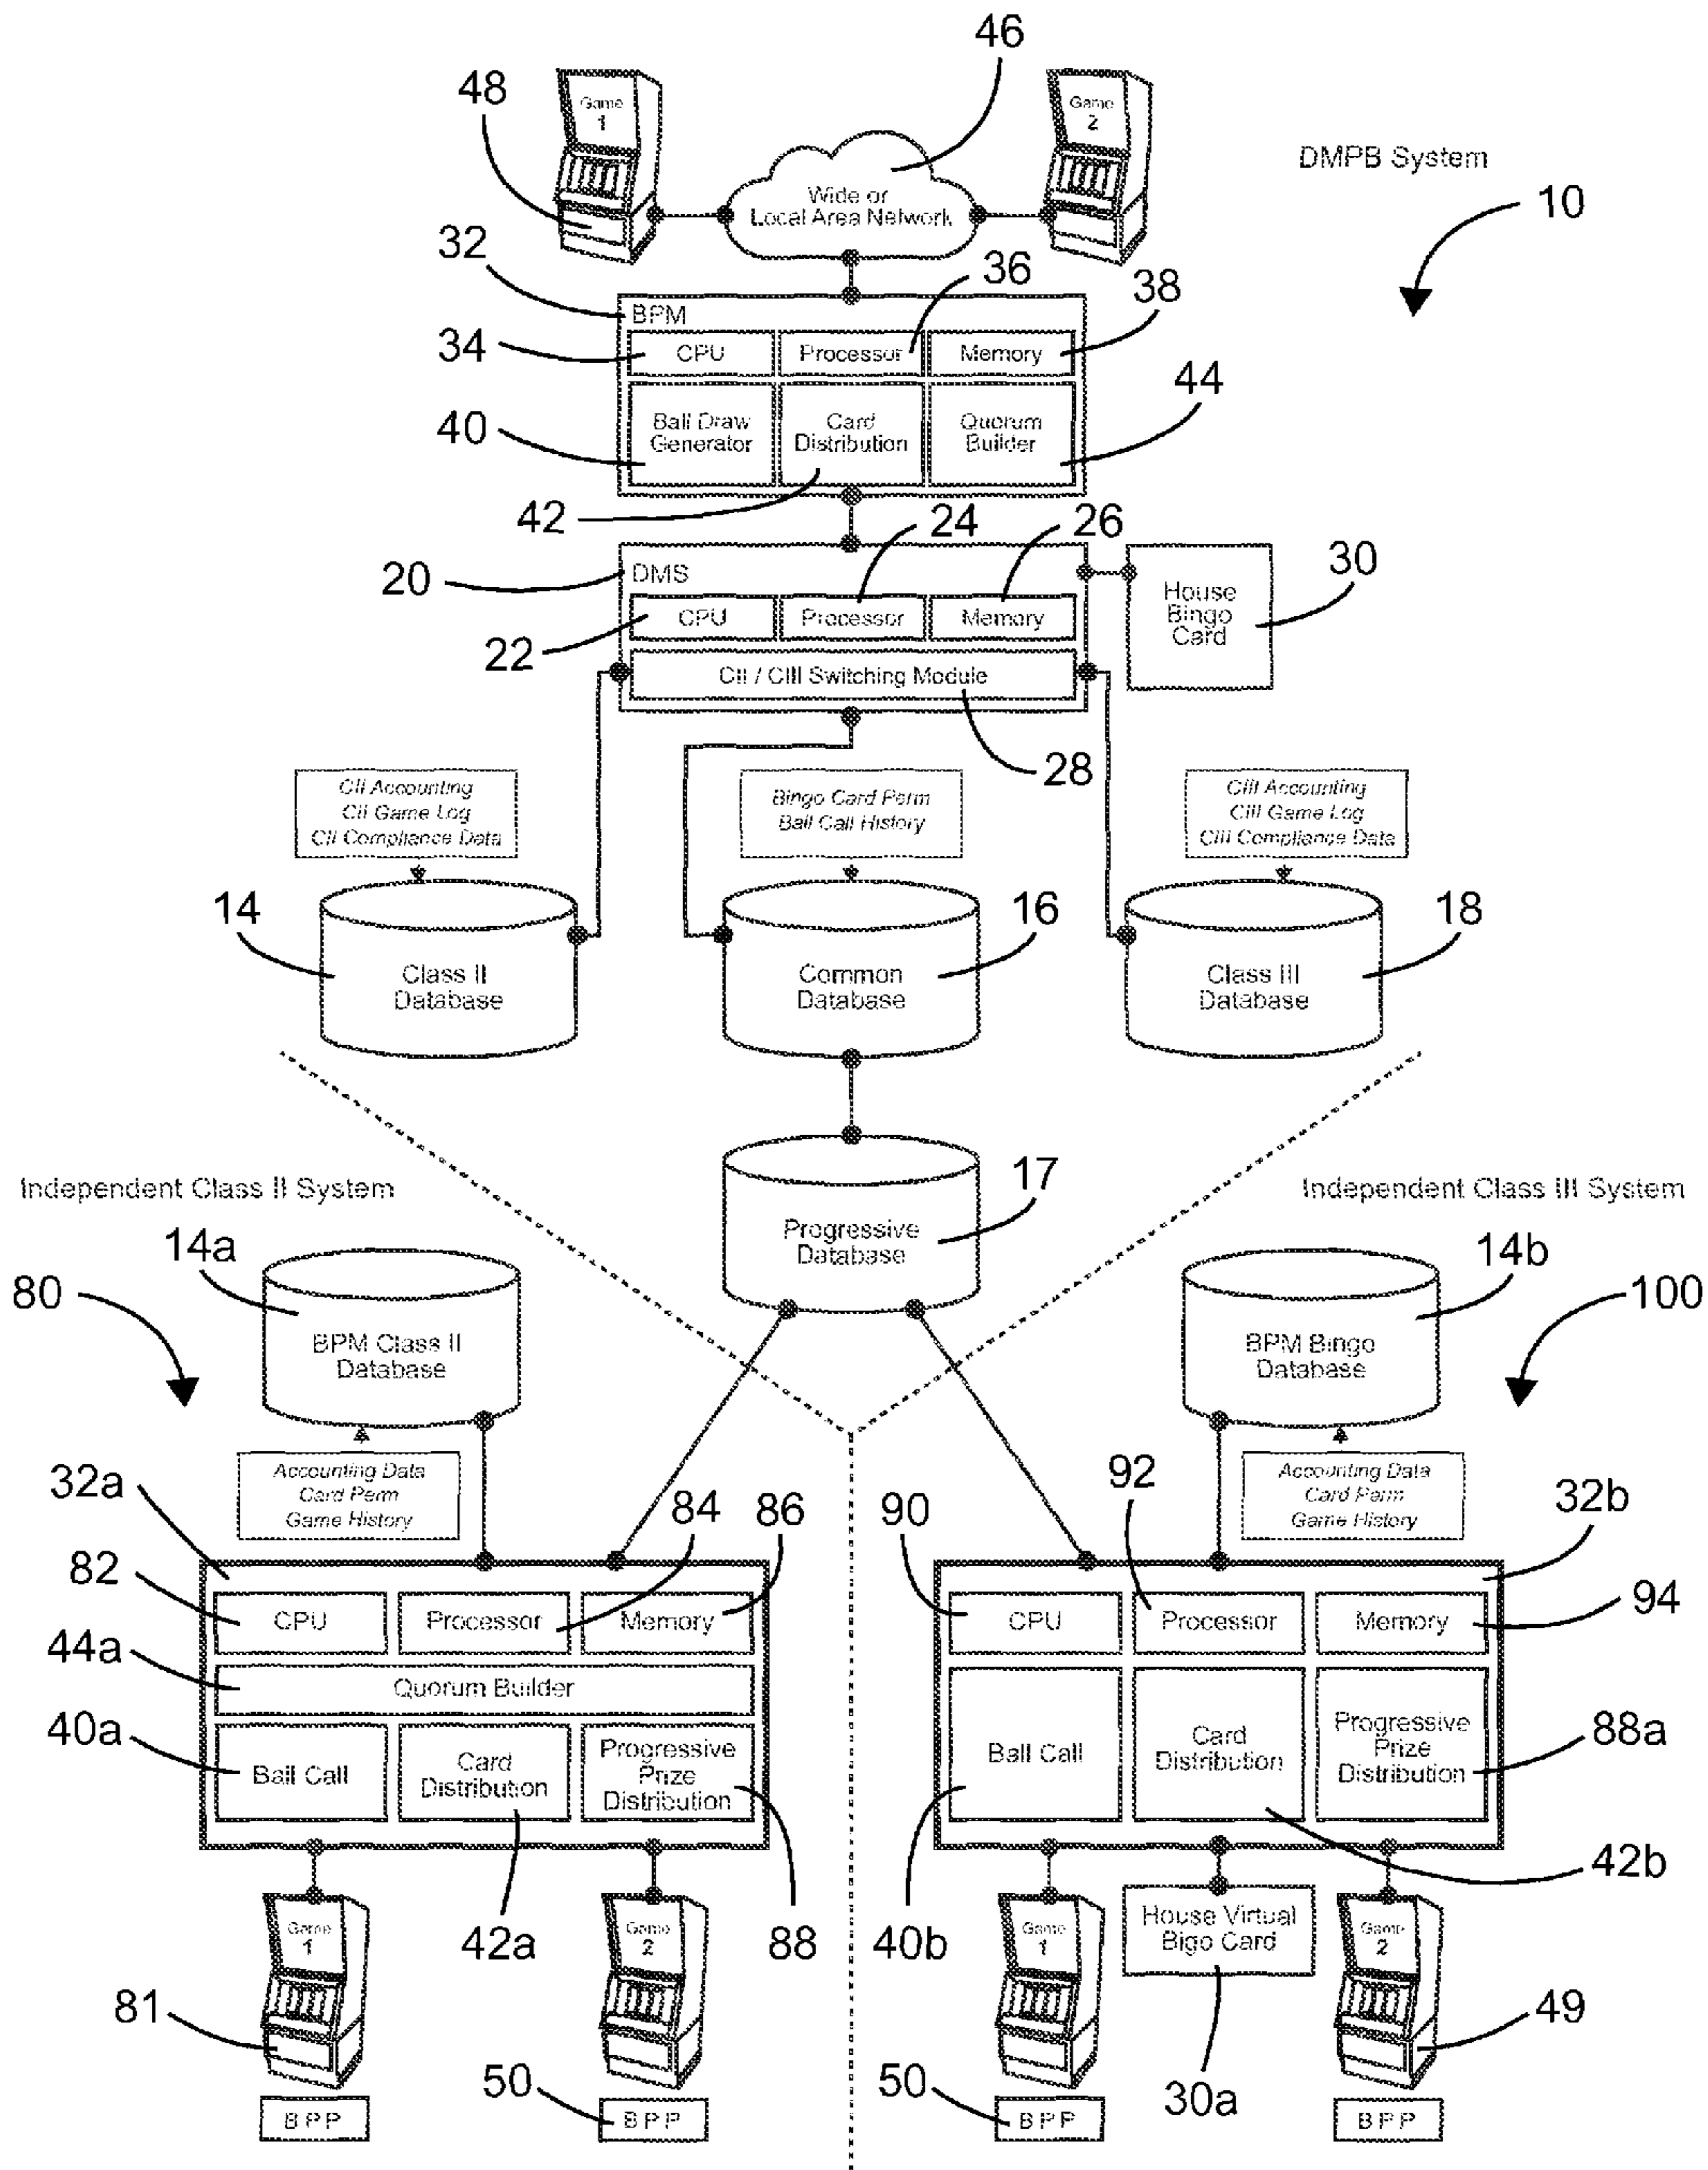 46
48
Game
1
Game
2
DMPB System
10
Wide or
Local Area Network
32
36
38
BPM
34
CPU
Processor
Memory
44
40
Ball Draw
Generator
Card
Distribution
Quorum
Builder
42
24
26
20
DMS
30
House
Bingo
Card
22
CPU
Processor
Memory
CII / CIII Switching Module
28
CII Accounting
CII Game Log
CII Compliance Data
Bingo Card Perm
Ball Call History
CIII Accounting
CIII Game Log
CIII Compliance Data
14
16
18
Class II
Database
Common
Database
Class III
Database
17
Independent Class II System
Independent Class III System
Progressive
Database
14a
14b
80
100
BPM Class II
Database
BPM Bingo
Database
32a
Accounting Data
Card Perm
Game History
84
86
90
92
Accounting Data
Card Perm
Game History
32b
82
CPU
Processor
Memory
CPU
Processor
Memory
94
44a
Quorum Builder
40a
Ball Call
Card
Distribution
Progressive
Prize
Distribution
Ball Call
Card
Distribution
Progressive
Prize
Distribution
88a
42b
Game
1
42a
Game
2
88
40b
Game
1
House Virtual
Bigo Card
Game
2
81
49
50
50
30a
BPP
BPP
BPP
BPP